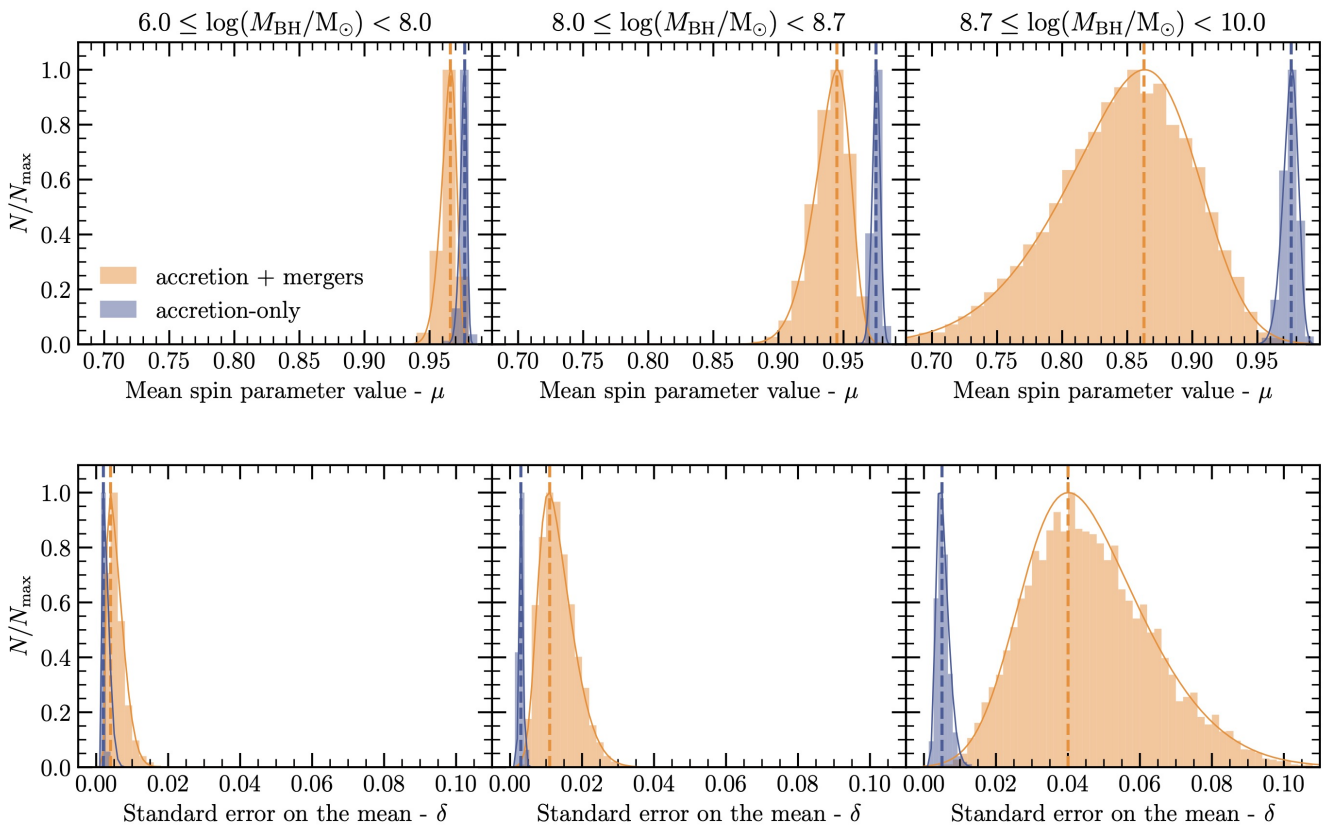 6.0 ≤ log(M_BH/M_⊙) < 8.0 8.0 ≤ log(M_BH/M_⊙) < 8.7 8.7 ≤ log(M_BH/M_⊙) < 10.0
N/N_max
1.0
0.8
0.6
0.4
0.2
0.0
accretion + mergers
accretion-only
0.70 0.75 0.80 0.85 0.90 0.95 0.70 0.75 0.80 0.85 0.90 0.95 0.70 0.75 0.80 0.85 0.90 0.95
Mean spin parameter value - μ Mean spin parameter value - μ Mean spin parameter value - μ
N/N_max
1.0
0.8
0.6
0.4
0.2
0.0
0.00 0.02 0.04 0.06 0.08 0.10 0.00 0.02 0.04 0.06 0.08 0.10 0.00 0.02 0.04 0.06 0.08 0.10
Standard error on the mean - δ Standard error on the mean - δ Standard error on the mean - δ